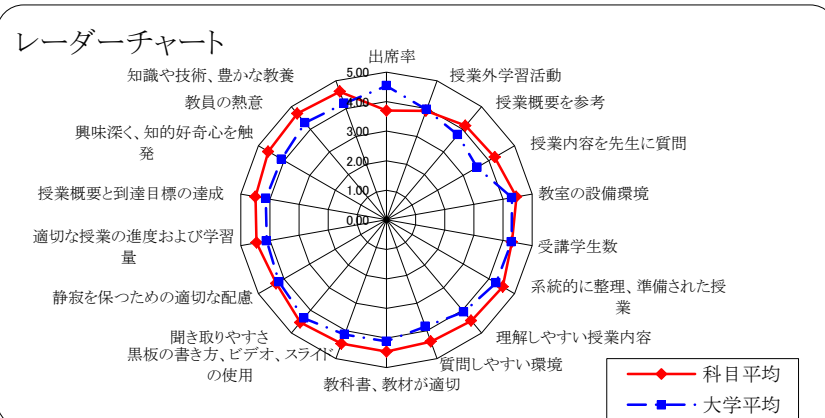 レーダーチャート
出席率
授業外学習活動
授業概要を参考
授業内容を先生に質問
教室の設備環境
受講学生数
系統的に整理、準備された授
業
理解しやすい授業内容
質問しやすい環境
教科書、教材が適切
黒板の書き方、ビデオ、スライド
の使用
聞き取りやすさ
静寂を保つための適切な配慮
適切な授業の進度および学習
量
授業概要と到達目標の達成
興味深く、知的好奇心を触
発
教員の熱意
知識や技術、豊かな教養
5.00
4.00
3.00
2.00
1.00
0.00
科目平均
大学平均